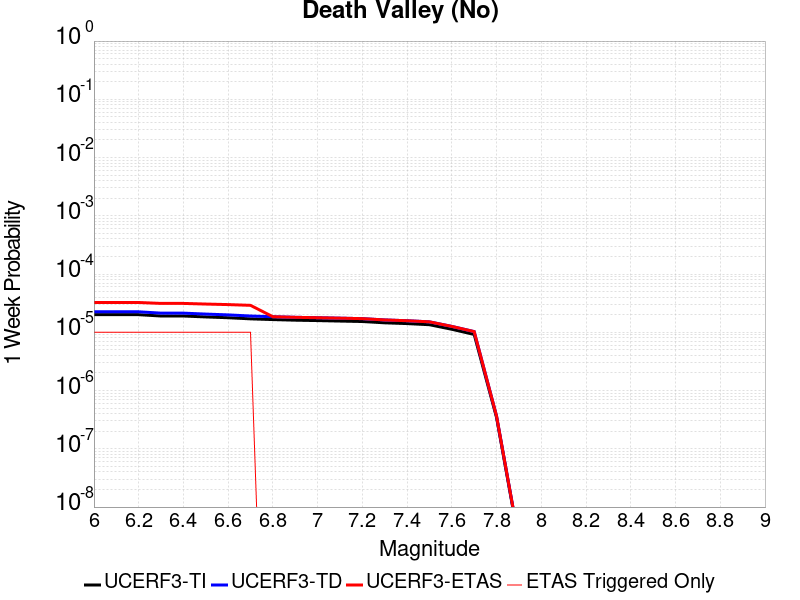 Death Valley (No)
10^0
10^-1
10^-2
10^-3
10^-4
10^-5
10^-6
10^-7
10^-8
1 Week Probability
6 6.2 6.4 6.6 6.8 7 7.2 7.4 7.6 7.8 8 8.2 8.4 8.6 8.8 9
Magnitude
UCERF3-TI UCERF3-TD UCERF3-ETAS ETAS Triggered Only